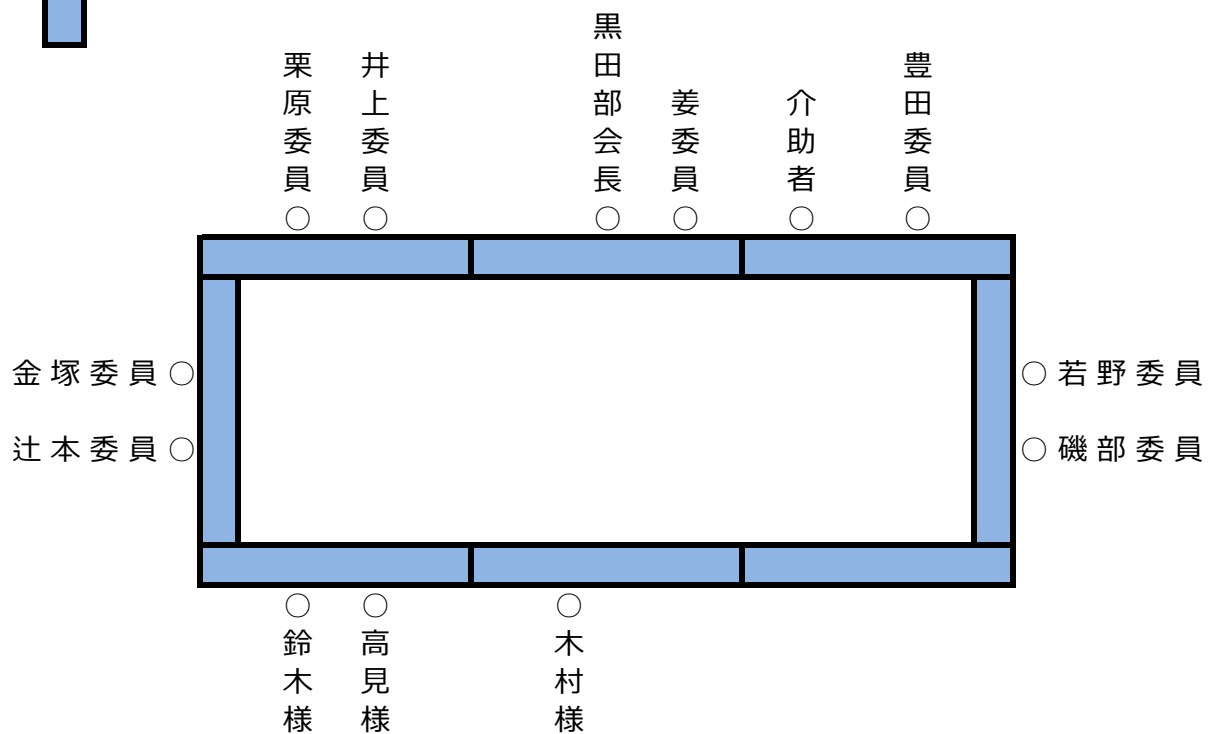 栗原委員○
井上委員○
黒田部会長○
姜委員○
介助者○
豊田委員○
金塚委員○
○若野委員
辻本委員○
○磯部委員
○鈴木様
○高見様
○木村様